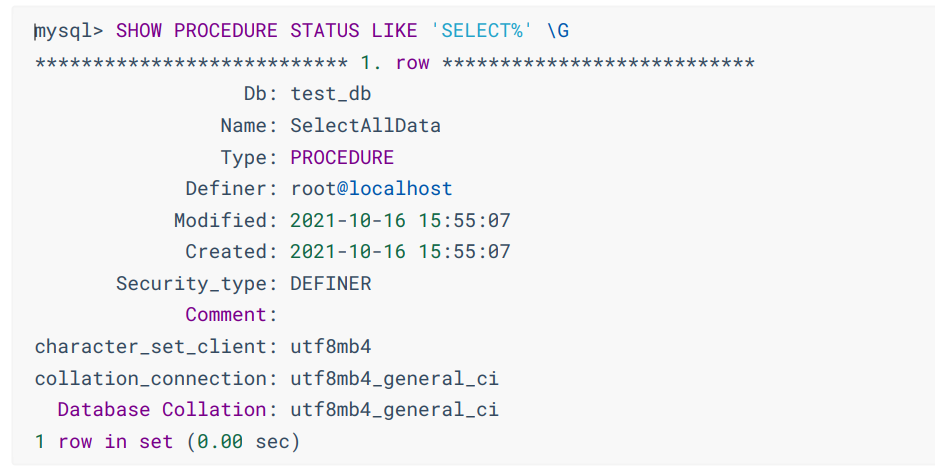 mysql> SHOW PROCEDURE STATUS LIKE 'SELECT%' \G
*************************** 1. row ***************************
Db: test_db
Name: SelectAllData
Type: PROCEDURE
Definer: root@localhost
Modified: 2021-10-16 15:55:07
Created: 2021-10-16 15:55:07
Security_type: DEFINER
Comment:
character_set_client: utf8mb4
collation_connection: utf8mb4_general_ci
Database Collation: utf8mb4_general_ci
1 row in set (0.00 sec)